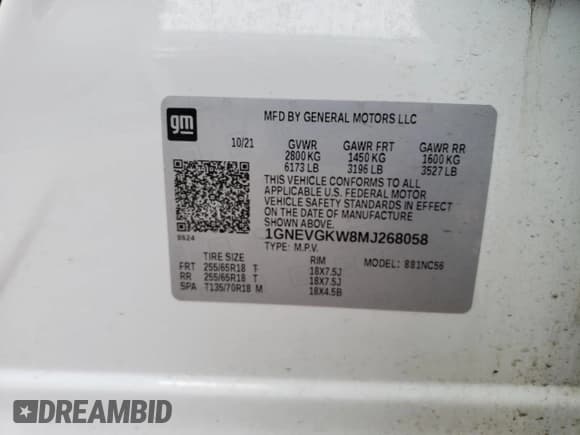 gm
MFD BY GENERAL MOTORS LLC
10/21 GVWR GAWR FRT GAWR RR
2800 KG 1450 KG 1600 KG
6173 LB 3196 LB 3527 LB
THIS VEHICLE CONFORMS TO ALL
APPLICABLE U.S. FEDERAL MOTOR
VEHICLE SAFETY STANDARDS IN EFFECT
ON THE DATE OF MANUFACTURE
SHOWN ABOVE.
1GNEVGKW8MJ268058
TYPE: M.P.V. MODEL: 881NC56
8624
TIRE SIZE RIM
FRT 255/65R18 T 18X7.5J
RR 255/65R18 T 18X7.5J
SPA T135/70R18 M 18X4.5B
DREAMBID